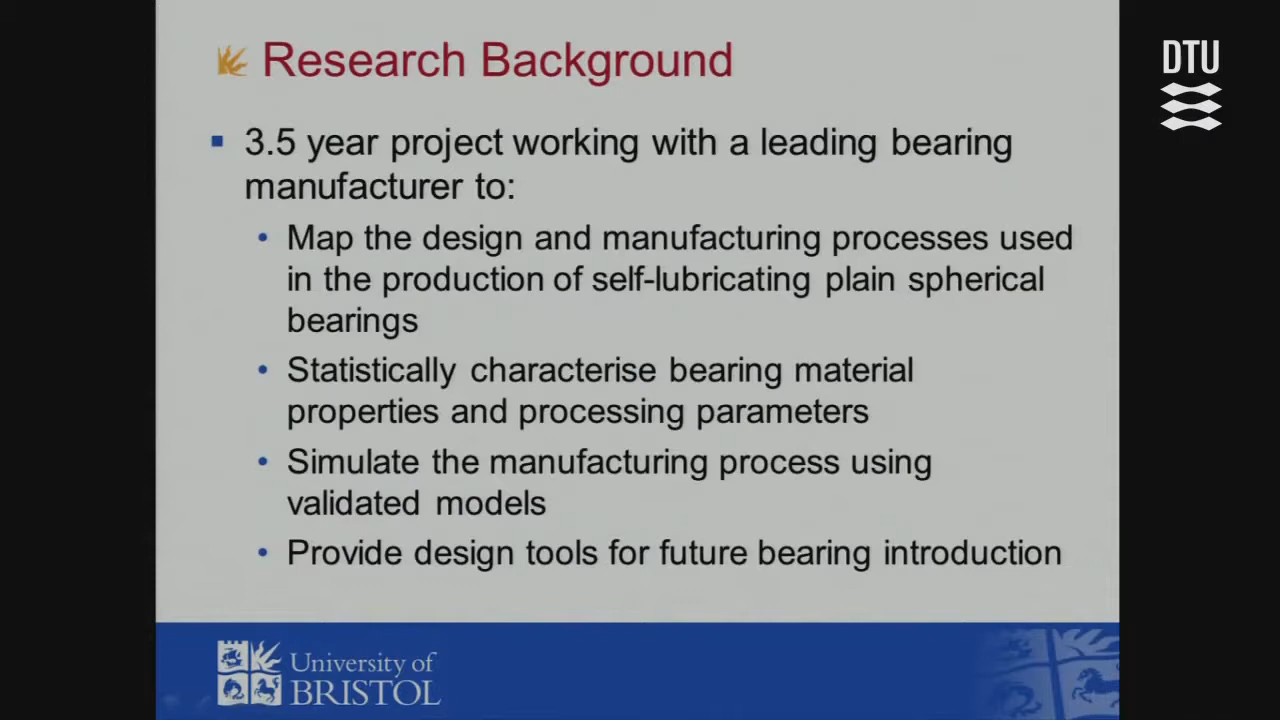 Research Background
DTU
3.5 year project working with a leading bearing
manufacturer to:
Map the design and manufacturing processes used
in the production of self-lubricating plain spherical
bearings
Statistically characterise bearing material
properties and processing parameters
Simulate the manufacturing process using
validated models
Provide design tools for future bearing introduction
University of
BRISTOL